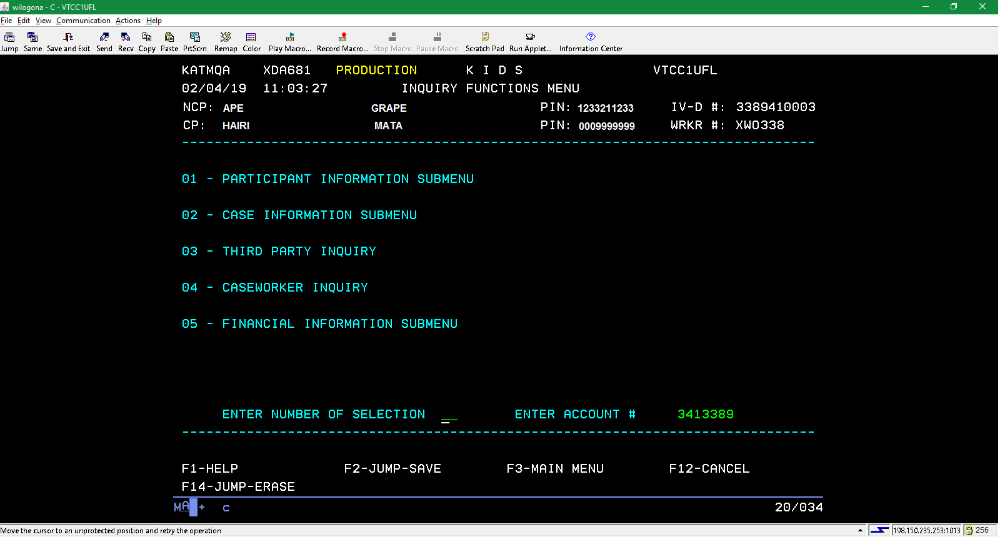 wilogona - C - VTCC1UFL
File Edit View Communication Actions Help
Jump Same Save and Exit Send Recv Copy Paste PrtScrn Remap Color Play Macro... Record Macro... Stop Macro Pause Macro Scratch Pad Run Applet... Information Center
KATMQA XDA681 PRODUCTION K I D S VTCC1UFL
02/04/19 11:03:27 INQUIRY FUNCTIONS MENU
NCP: APE GRAPE PIN: 1233211233 IV-D #: 3389410003
CP: HAIRI MATA PIN: 0009999999 WRKR #: XWO338
--------------------------------------------------------------------------------
01 - PARTICIPANT INFORMATION SUBMENU
02 - CASE INFORMATION SUBMENU
03 - THIRD PARTY INQUIRY
04 - CASEWORKER INQUIRY
05 - FINANCIAL INFORMATION SUBMENU
ENTER NUMBER OF SELECTION __ ENTER ACCOUNT # 3413389
--------------------------------------------------------------------------------
F1-HELP F2-JUMP-SAVE F3-MAIN MENU F12-CANCEL
F14-JUMP-ERASE
MA + c 20/034
Move the cursor to an unprotected position and retry the operation 198.150.235.253:1013 256